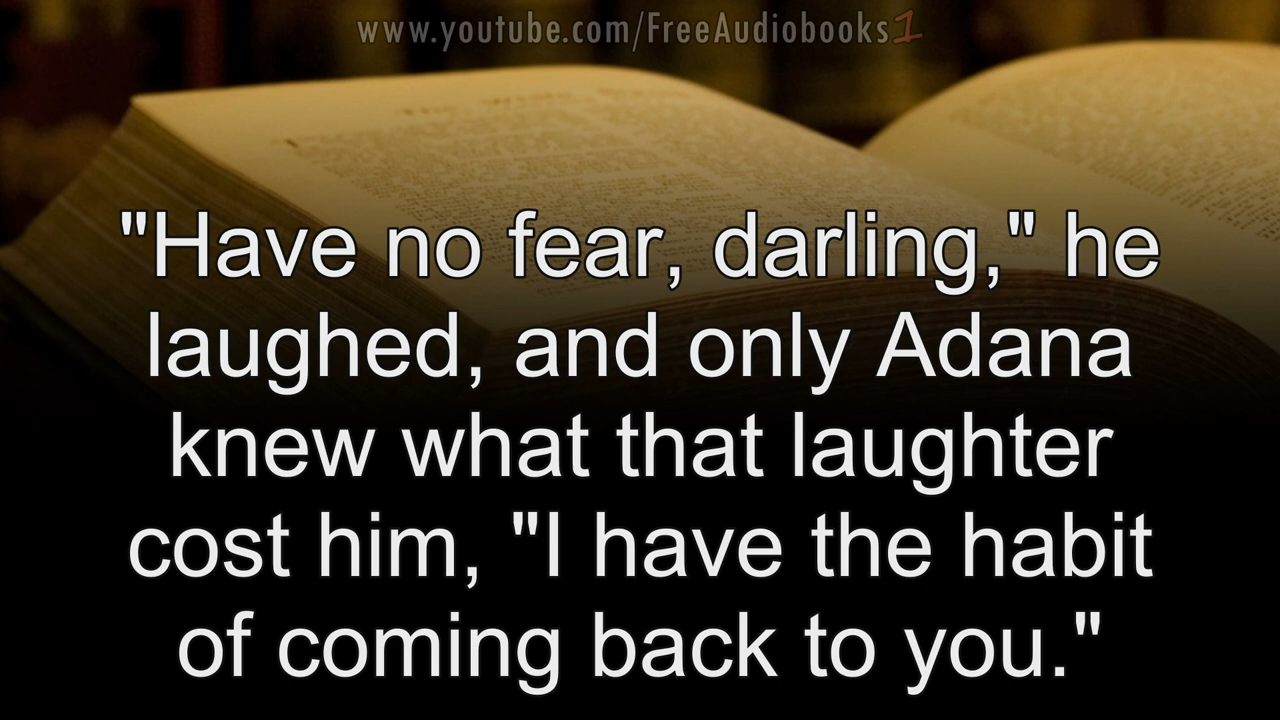 www.youtube.com/FreeAudiobooks1
"Have no fear, darling," he
laughed, and only Adana
knew what that laughter
cost him, "I have the habit
of coming back to you."